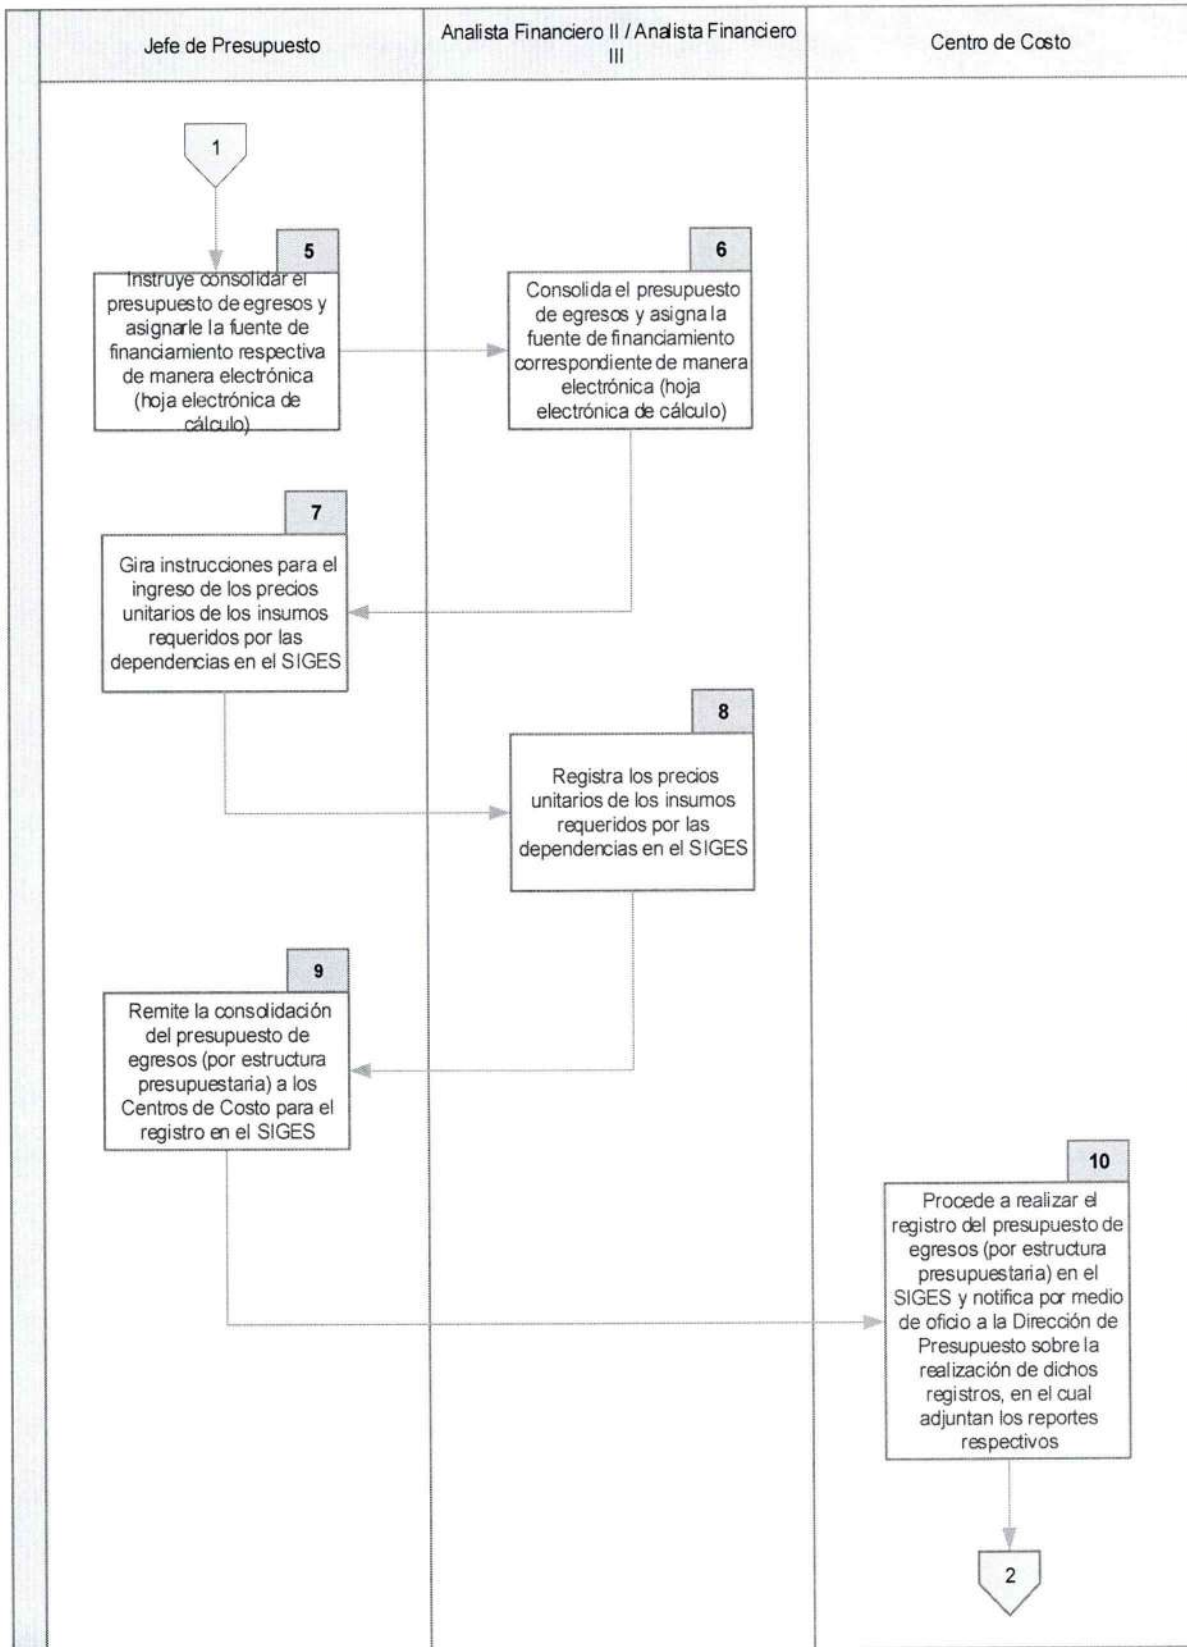 Jefe de Presupuesto
Analista Financiero II / Analista Financiero
III
Centro de Costo
1
5
Instruye consolidar el
presupuesto de egresos y
asignarle la fuente de
financiamiento respectiva
de manera electrónica
(hoja electrónica de
cálculo)
6
Consolida el presupuesto
de egresos y asigna la
fuente de financiamiento
correspondiente de manera
electrónica (hoja
electrónica de cálculo)
7
Gira instrucciones para el
ingreso de los precios
unitarios de los insumos
requeridos por las
dependencias en el SIGES
8
Registra los precios
unitarios de los insumos
requeridos por las
dependencias en el SIGES
9
Remite la consolidación
del presupuesto de
egresos (por estructura
presupuestaria) a los
Centros de Costo para el
registro en el SIGES
10
Procede a realizar el
registro del presupuesto de
egresos (por estructura
presupuestaria) en el
SIGES y notifica por medio
de oficio a la Dirección de
Presupuesto sobre la
realización de dichos
registros, en el cual
adjuntan los reportes
respectivos
2